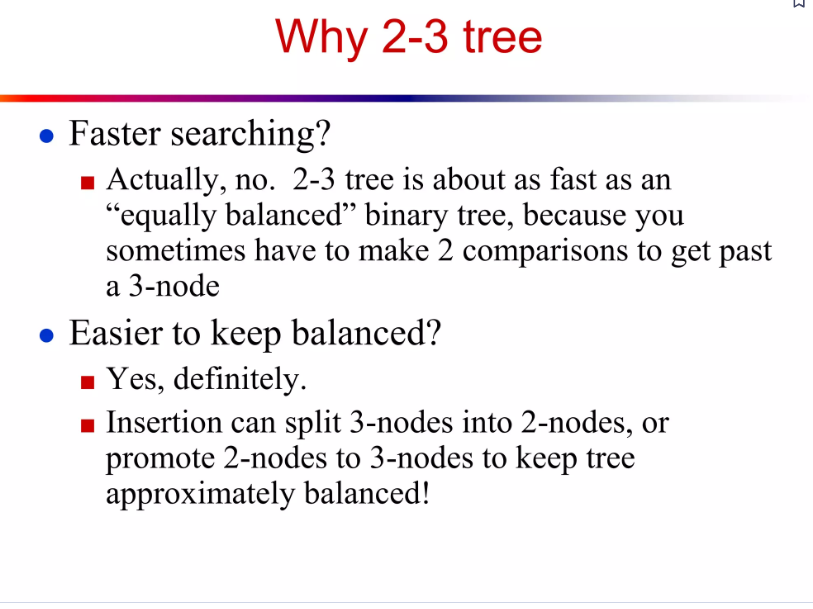 Why 2-3 tree
Faster searching?
Actually, no.  2-3 tree is about as fast as an
“equally balanced” binary tree, because you
sometimes have to make 2 comparisons to get past
a 3-node
Easier to keep balanced?
Yes, definitely.
Insertion can split 3-nodes into 2-nodes, or
promote 2-nodes to 3-nodes to keep tree
approximately balanced!